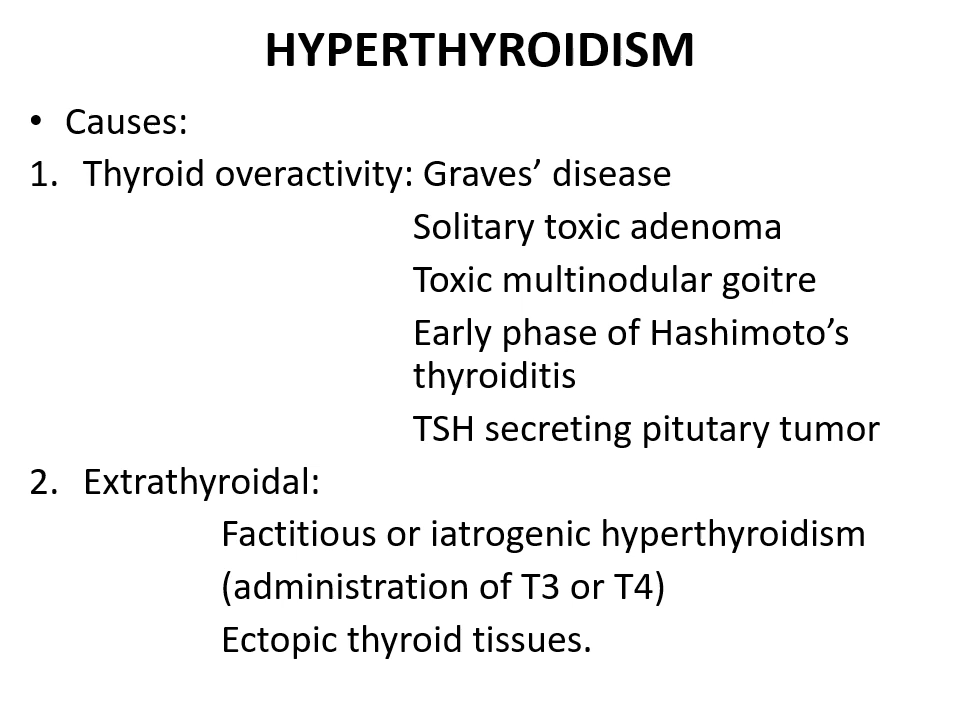 HYPERTHYROIDISM
• Causes:
1. Thyroid overactivity: Graves’ disease
Solitary toxic adenoma
Toxic multinodular goitre
Early phase of Hashimoto’s
thyroiditis
TSH secreting pitutary tumor
2. Extrathyroidal:
Factitious or iatrogenic hyperthyroidism
(administration of T3 or T4)
Ectopic thyroid tissues.